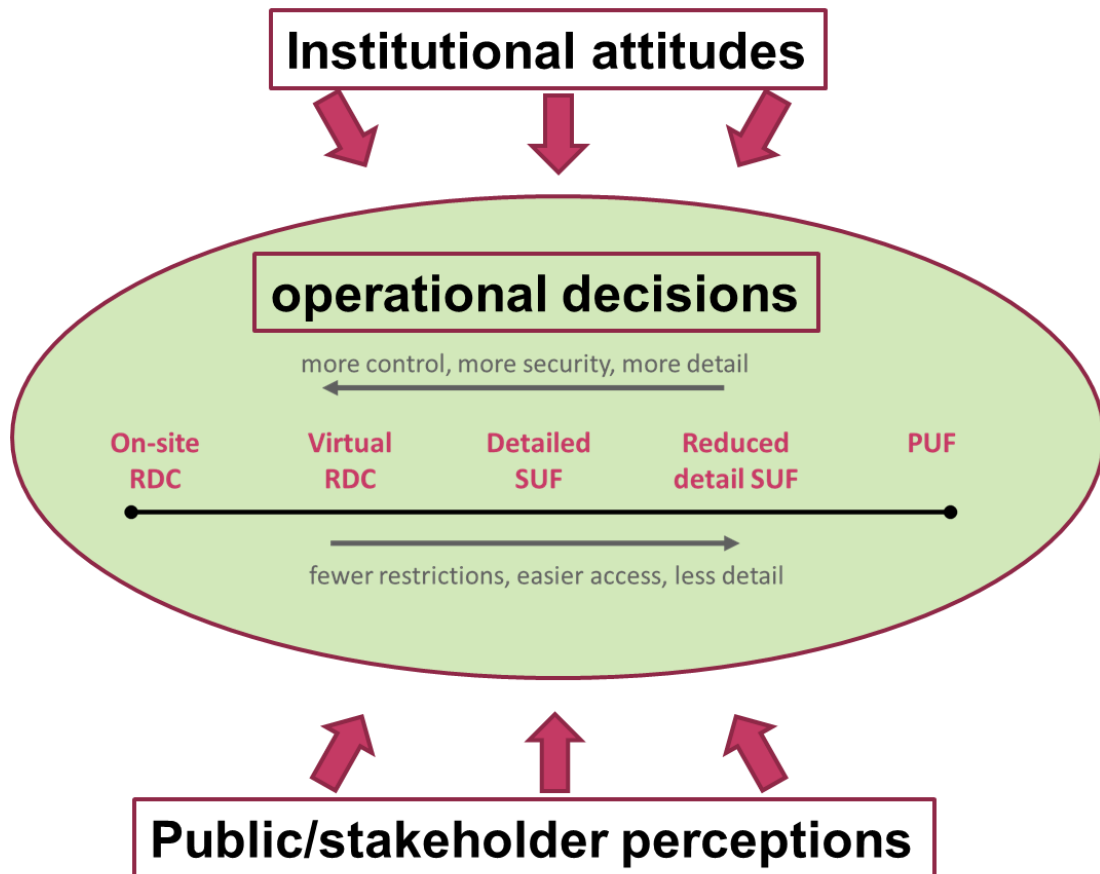 Institutional attitudes
operational decisions
more control, more security, more detail
On-site Virtual Detailed Reduced PUF
RDC RDC SUF detail SUF
fewer restrictions, easier access, less detail
Public/stakeholder perceptions